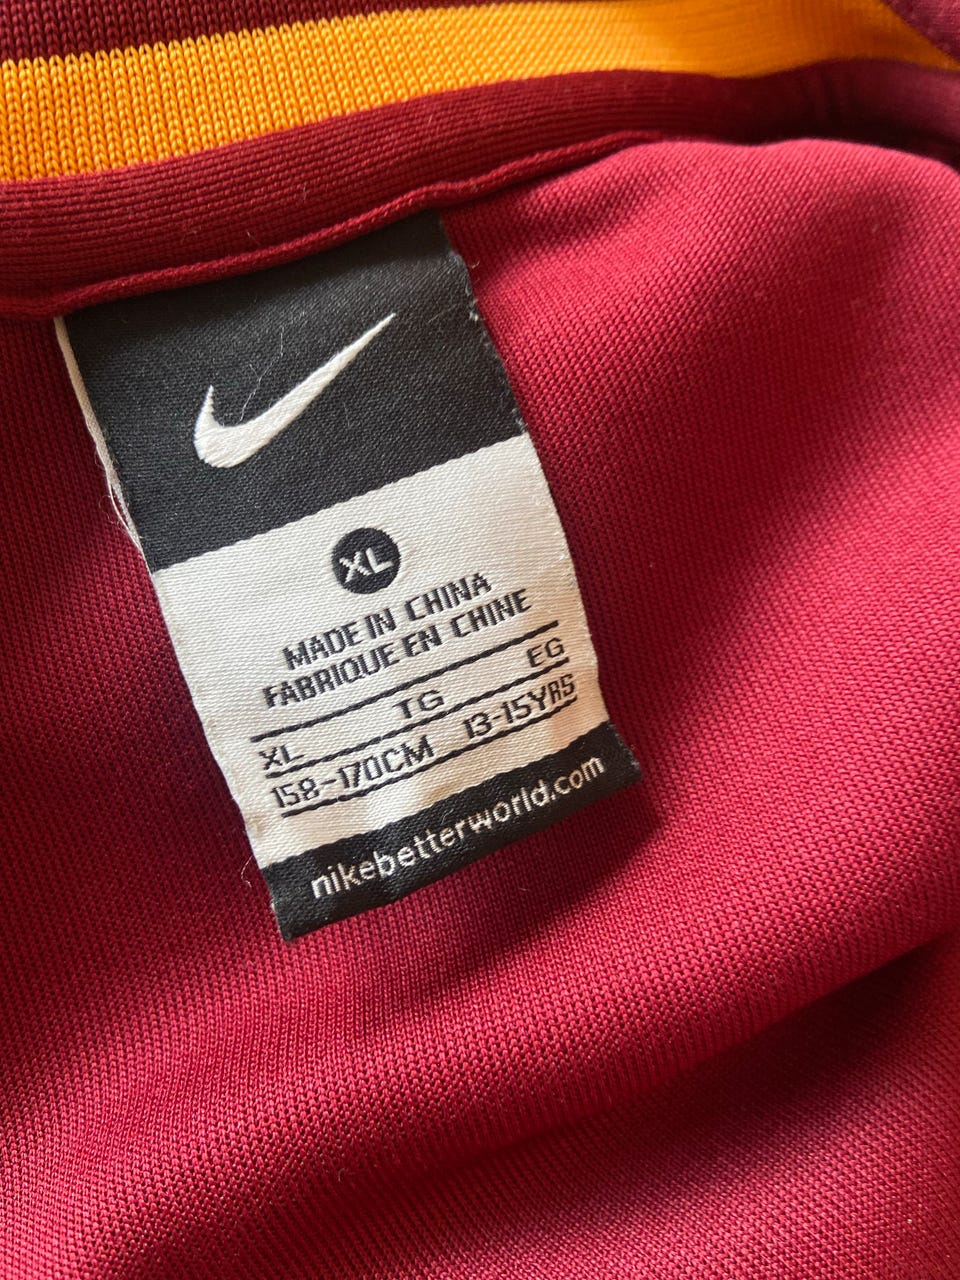 XL
MADE IN CHINA
FABRIQUE EN CHINE
XL TG EG
158-170CM 13-15YRS
nikebetterworld.com